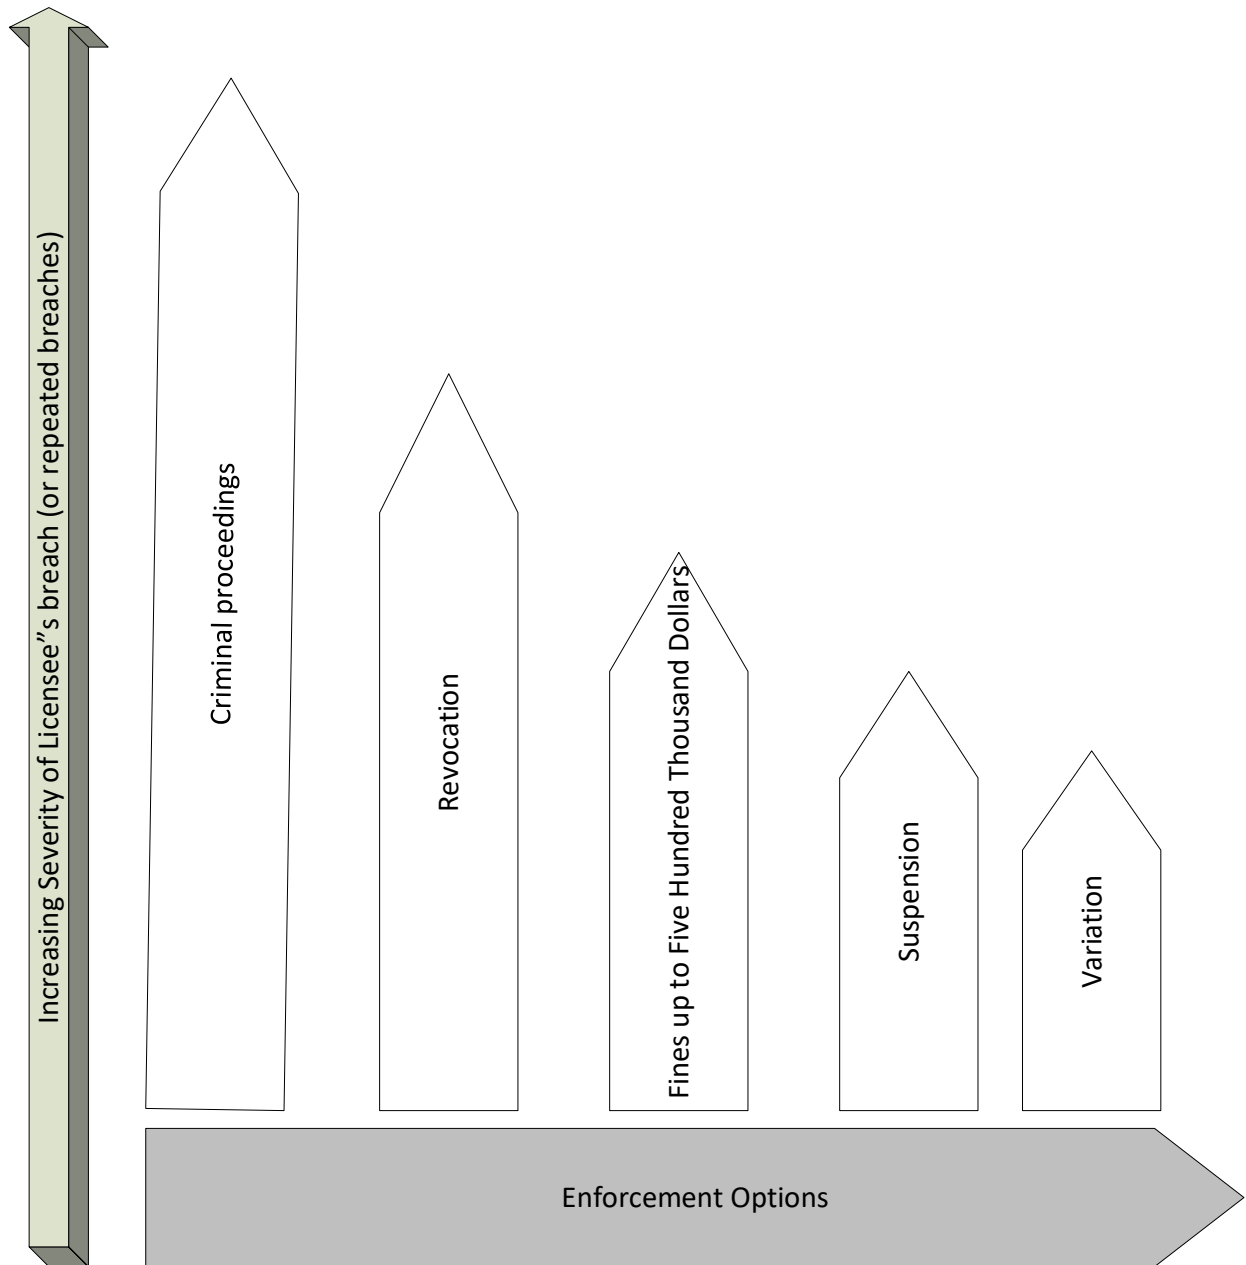 Increasing Severity of Licensee”s breach (or repeated breaches)
Criminal proceedings
Revocation
Fines up to Five Hundred Thousand Dollars
Suspension
Variation
Enforcement Options